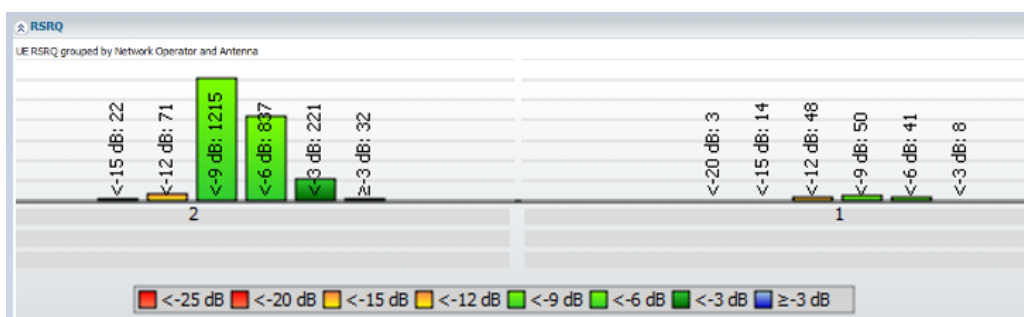 RSRQ
UE RSRQ grouped by Network Operator and Antenna
<-15 dB: 22
<-12 dB: 71
<-9 dB: 1215
<-6 dB: 837
<-3 dB: 221
≥-3 dB: 32
<-20 dB: 3
<-15 dB: 14
<-12 dB: 48
<-9 dB: 50
<-6 dB: 41
<-3 dB: 8
2
1
<-25 dB <-20 dB <-15 dB <-12 dB <-9 dB <-6 dB <-3 dB ≥-3 dB